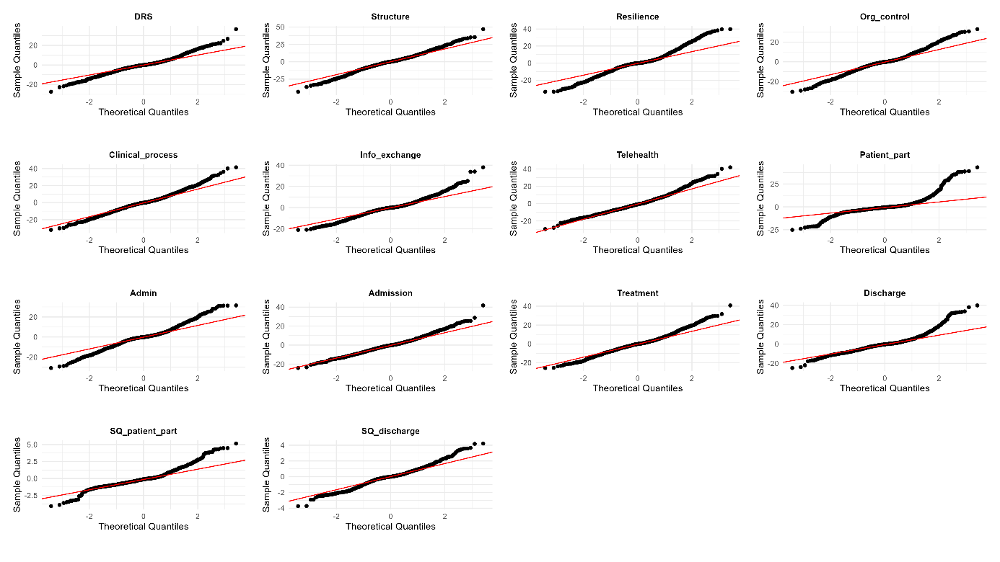 DRS
Sample Quantiles
20
0
-20
-2
0
2
Theoretical Quantiles
Structure
Sample Quantiles
50
25
0
-25
-2
0
2
Theoretical Quantiles
Resilience
Sample Quantiles
40
20
0
-20
-2
0
2
Theoretical Quantiles
Org_control
Sample Quantiles
20
0
-20
-2
0
2
Theoretical Quantiles
Clinical_process
Sample Quantiles
40
20
0
-20
-2
0
2
Theoretical Quantiles
Info_exchange
Sample Quantiles
40
20
0
-20
-2
0
2
Theoretical Quantiles
Telehealth
Sample Quantiles
40
20
0
-20
-2
0
2
Theoretical Quantiles
Patient_part
Sample Quantiles
25
0
-25
-2
0
2
Theoretical Quantiles
Admin
Sample Quantiles
20
0
-20
-2
0
2
Theoretical Quantiles
Admission
Sample Quantiles
40
20
0
-20
-2
0
2
Theoretical Quantiles
Treatment
Sample Quantiles
40
20
0
-20
-2
0
2
Theoretical Quantiles
Discharge
Sample Quantiles
40
20
0
-20
-2
0
2
Theoretical Quantiles
SQ_patient_part
Sample Quantiles
5.0
2.5
0.0
-2.5
-2
0
2
Theoretical Quantiles
SQ_discharge
Sample Quantiles
4
2
0
-2
-4
-2
0
2
Theoretical Quantiles